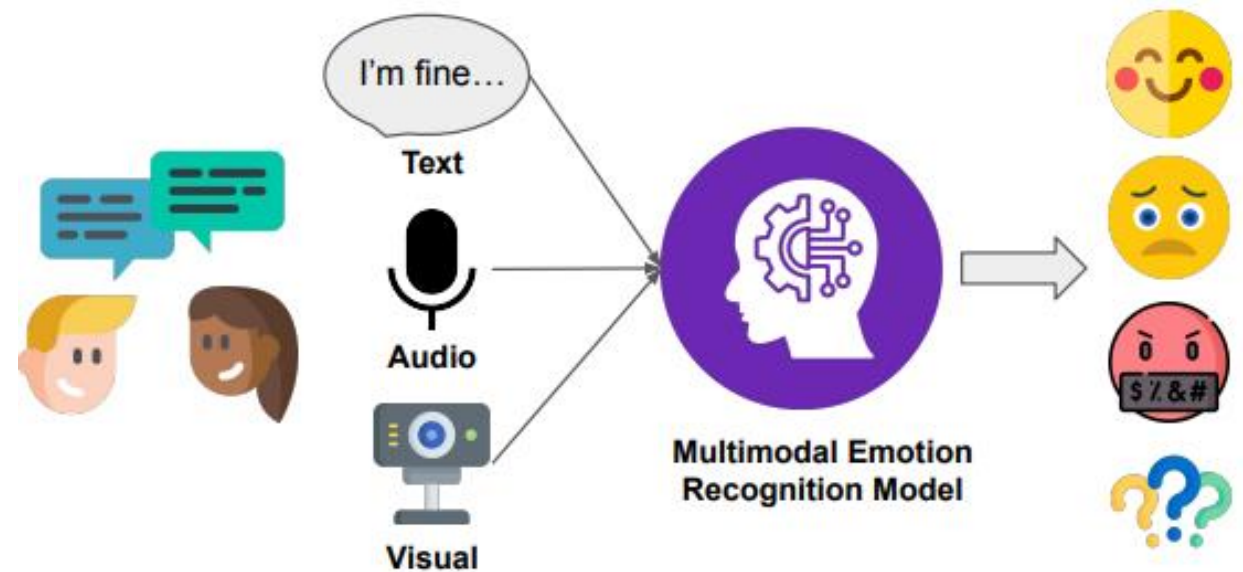 I'm fine…
Text
Audio
Visual
Multimodal Emotion
Recognition Model
$%&#